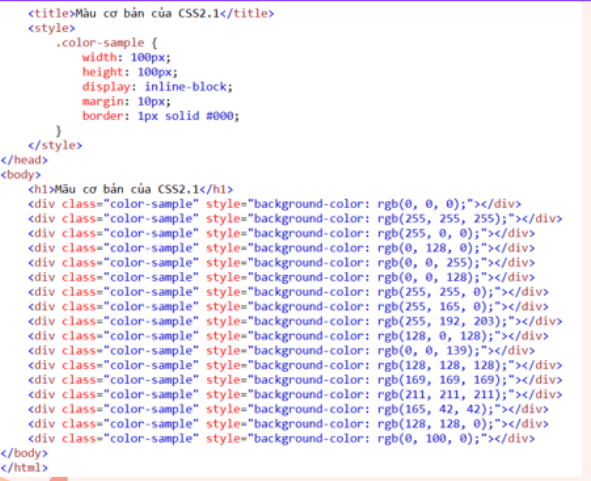 <title>Màu cơ bản của CSS2.1</title>
<style>
.color-sample {
width: 100px;
height: 100px;
display: inline-block;
margin: 10px;
border: 1px solid #000;
}
</style>
</head>
<body>
<h1>Mãu cơ bản của CSS2.1</h1>
<div class="color-sample" style="background-color: rgb(0, 0, 0);"></div>
<div class="color-sample" style="background-color: rgb(255, 255, 255);"></div>
<div class="color-sample" style="background-color: rgb(255, 0, 0);"></div>
<div class="color-sample" style="background-color: rgb(0, 128, 0);"></div>
<div class="color-sample" style="background-color: rgb(0, 0, 255);"></div>
<div class="color-sample" style="background-color: rgb(0, 0, 128);"></div>
<div class="color-sample" style="background-color: rgb(255, 255, 0);"></div>
<div class="color-sample" style="background-color: rgb(255, 165, 0);"></div>
<div class="color-sample" style="background-color: rgb(255, 192, 203);"></div>
<div class="color-sample" style="background-color: rgb(128, 0, 128);"></div>
<div class="color-sample" style="background-color: rgb(0, 0, 139);"></div>
<div class="color-sample" style="background-color: rgb(128, 128, 128);"></div>
<div class="color-sample" style="background-color: rgb(169, 169, 169);"></div>
<div class="color-sample" style="background-color: rgb(211, 211, 211);"></div>
<div class="color-sample" style="background-color: rgb(165, 42, 42);"></div>
<div class="color-sample" style="background-color: rgb(128, 128, 0);"></div>
<div class="color-sample" style="background-color: rgb(0, 100, 0);"></div>
</body>
</html>